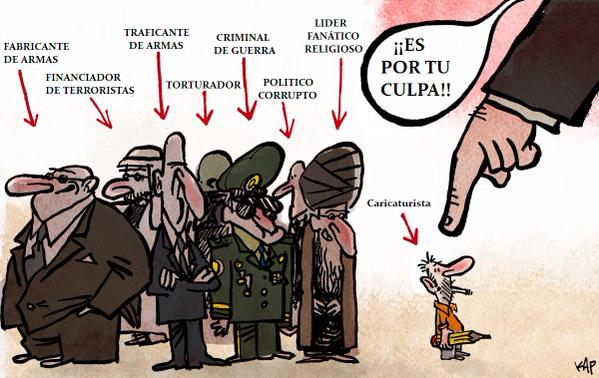 FABRICANTE
DE ARMAS
FINANCIADOR
DE TERRORISTAS
TRAFICANTE
DE ARMAS
TORTURADOR
CRIMINAL
DE GUERRA
POLITICO
CORRUPTO
LIDER
FANÁTICO
RELIGIOSO
¡¡ES
POR TU
CULPA!!
Caricaturista
KAP